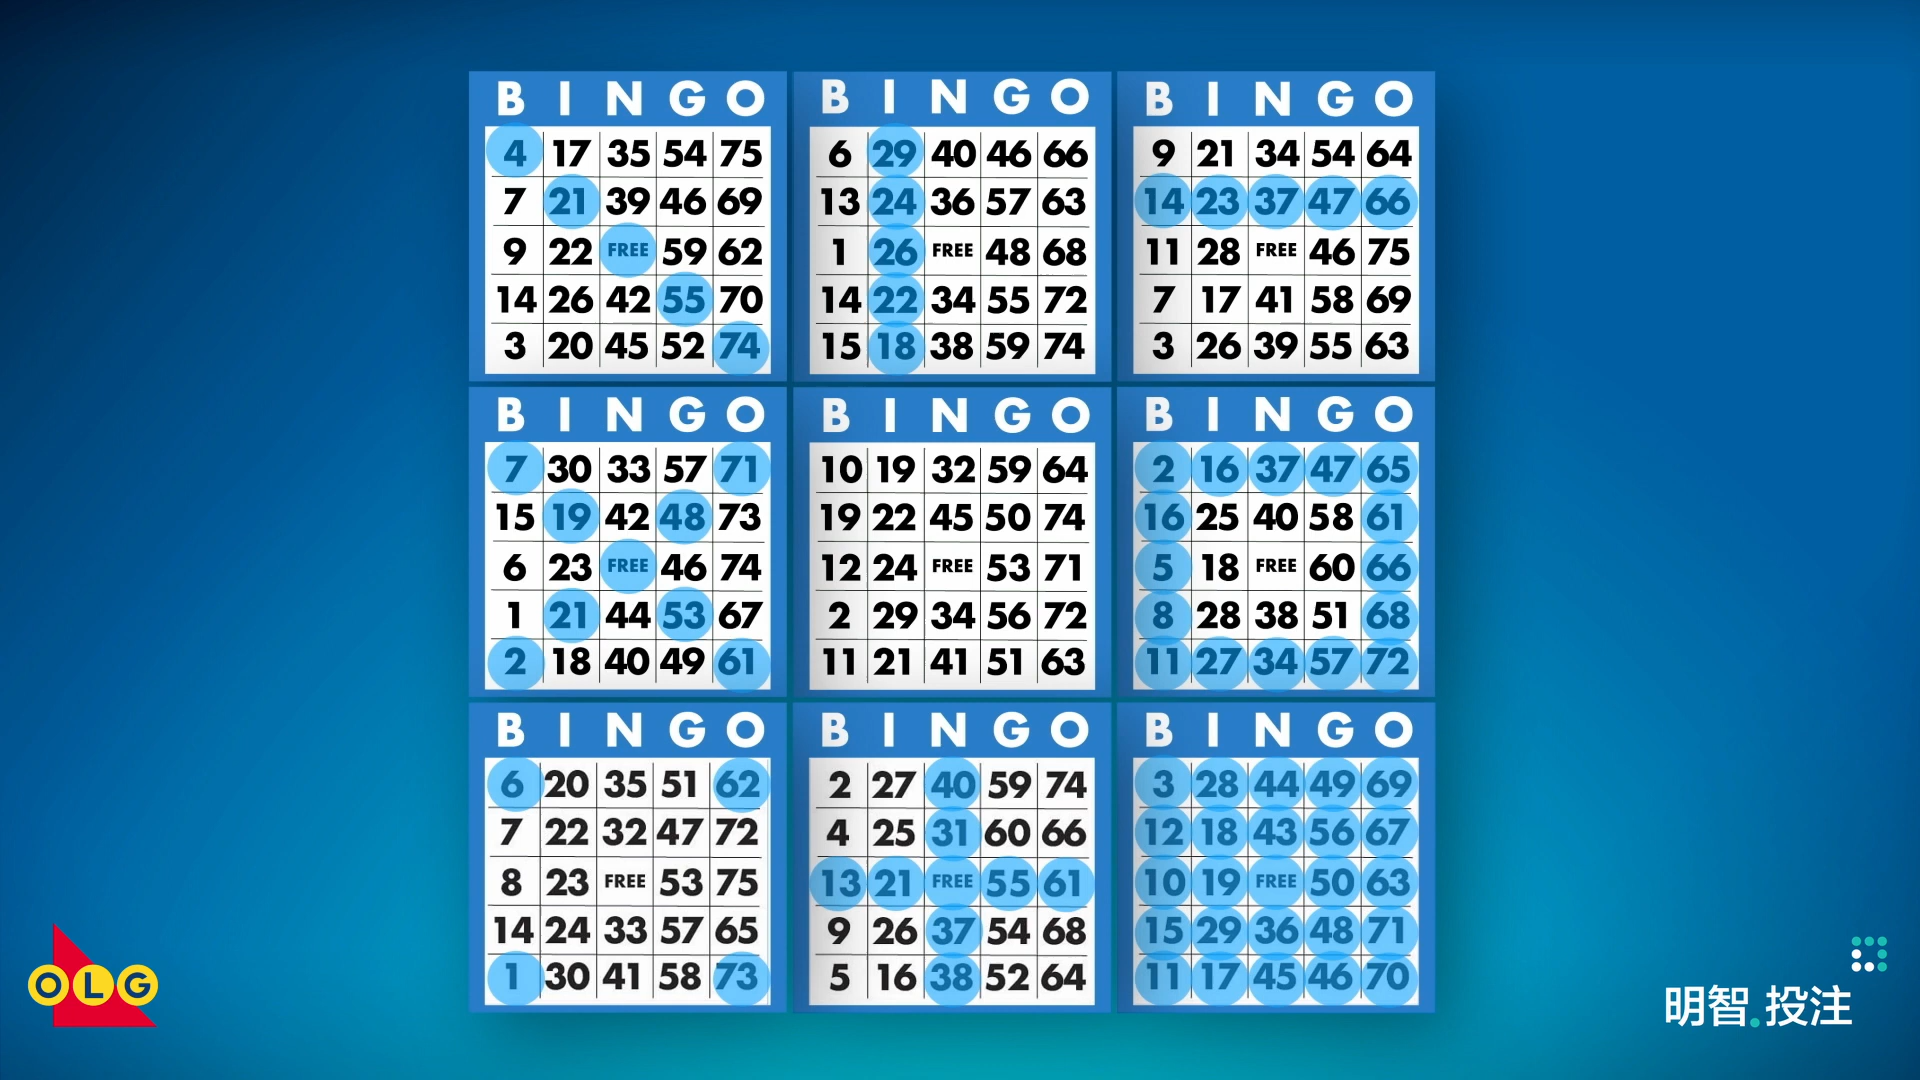 B I N G O
4 17 35 54 75
7 21 39 46 69
9 22 FREE 59 62
14 26 42 55 70
3 20 45 52 74
B I N G O
6 29 40 46 66
13 24 36 57 63
1 26 FREE 48 68
14 22 34 55 72
15 18 38 59 74
B I N G O
9 21 34 54 64
14 23 37 47 66
11 28 FREE 46 75
7 17 41 58 69
3 26 39 55 63
B I N G O
7 30 33 57 71
15 19 42 48 73
6 23 FREE 46 74
1 21 44 53 67
2 18 40 49 61
B I N G O
10 19 32 59 64
19 22 45 50 74
12 24 FREE 53 71
2 29 34 56 72
11 21 41 51 63
B I N G O
2 16 37 47 65
16 25 40 58 61
5 18 FREE 60 66
8 28 38 51 68
11 27 34 57 72
B I N G O
6 20 35 51 62
7 22 32 47 72
8 23 FREE 53 75
14 24 33 57 65
1 30 41 58 73
B I N G O
2 27 40 59 74
4 25 31 60 66
13 21 FREE 55 61
9 26 37 54 68
5 16 38 52 64
B I N G O
3 28 44 49 69
12 18 43 56 67
10 19 FREE 50 63
15 29 36 48 71
11 17 45 46 70
OLG
明智.投注